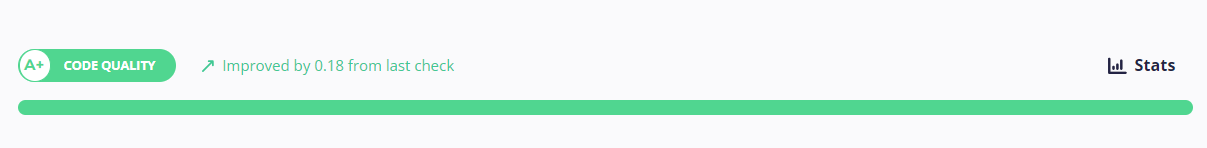 A+ CODE QUALITY Improved by 0.18 from last check Stats